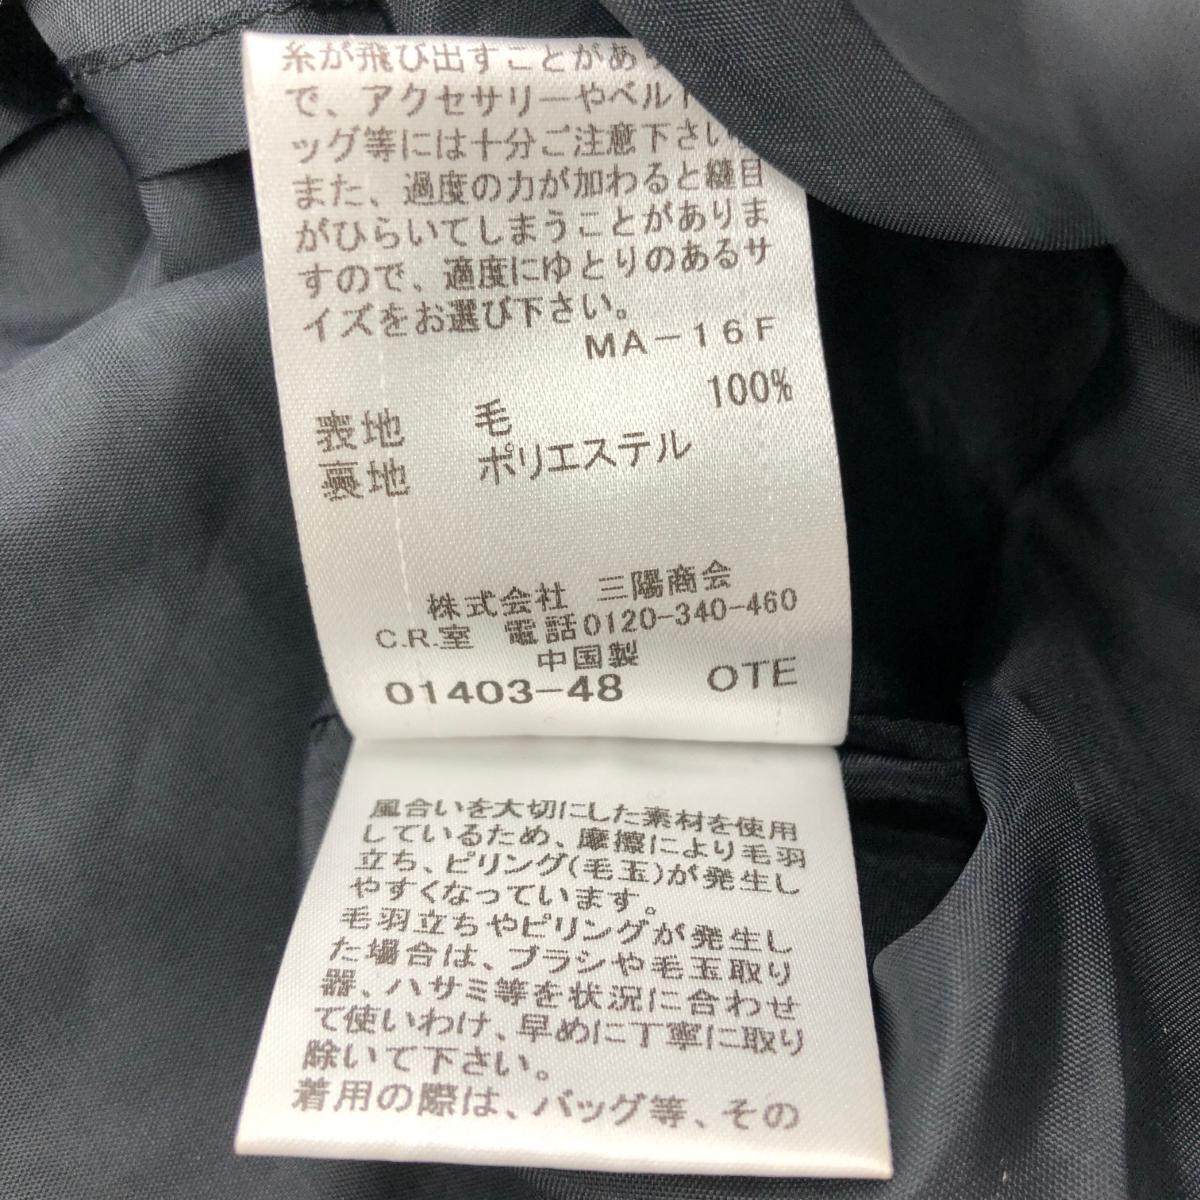 糸が飛び出すことがあり
で、アクセサリーやベルト
ッグ等には十分ご注意下さい。
また、過度の力が加わると縫目
がひらいてしまうことがありま
すので、適度にゆとりのあるサ
イズをお選び下さい。
MA-16F
表地 毛 100%
裏地 ポリエステル
株式会社 三陽商会
C.R.室 電話0120-340-460
中国製
01403-48 OTE
風合いを大切にした素材を使用
しているため、摩擦により毛羽
立ち、ピリング(毛玉)が発生し
やすくなっています。
毛羽立ちやピリングが発生し
た場合は、ブラシや毛玉取り
器、ハサミ等を状況に合わせ
て使いわけ、早めに丁寧に取り
除いて下さい。
着用の際は、バッグ等、その